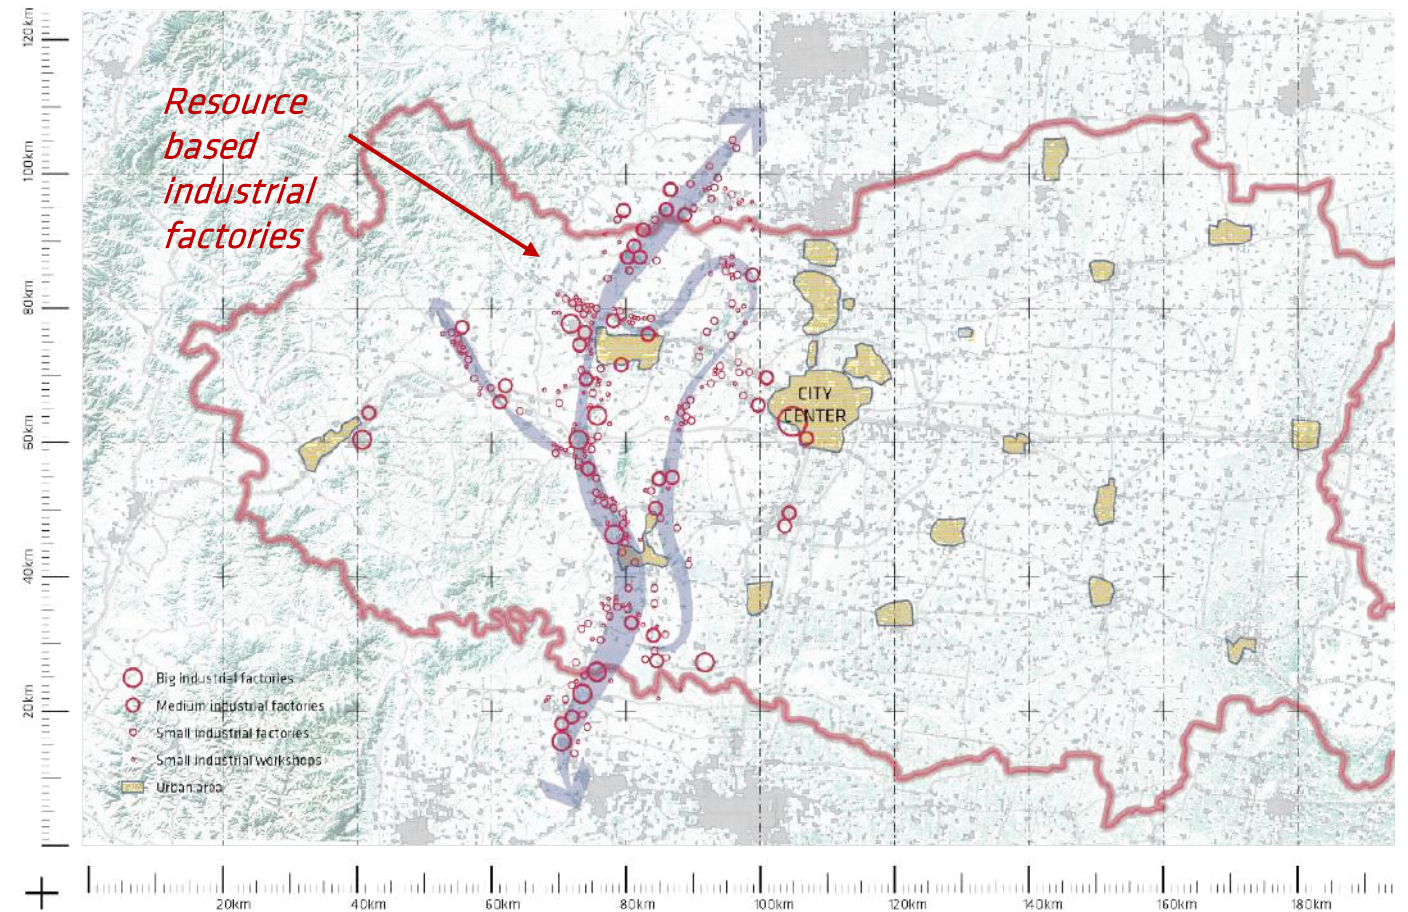 120km
Resource
based
industrial
factories
100km
80km
CITY
CENTER
60km
40km
20km
Big industrial factories
Medium industrial factories
Small industrial factories
Small industrial workshops
Urban area
20km
40km
60km
80km
100km
120km
140km
160km
180km